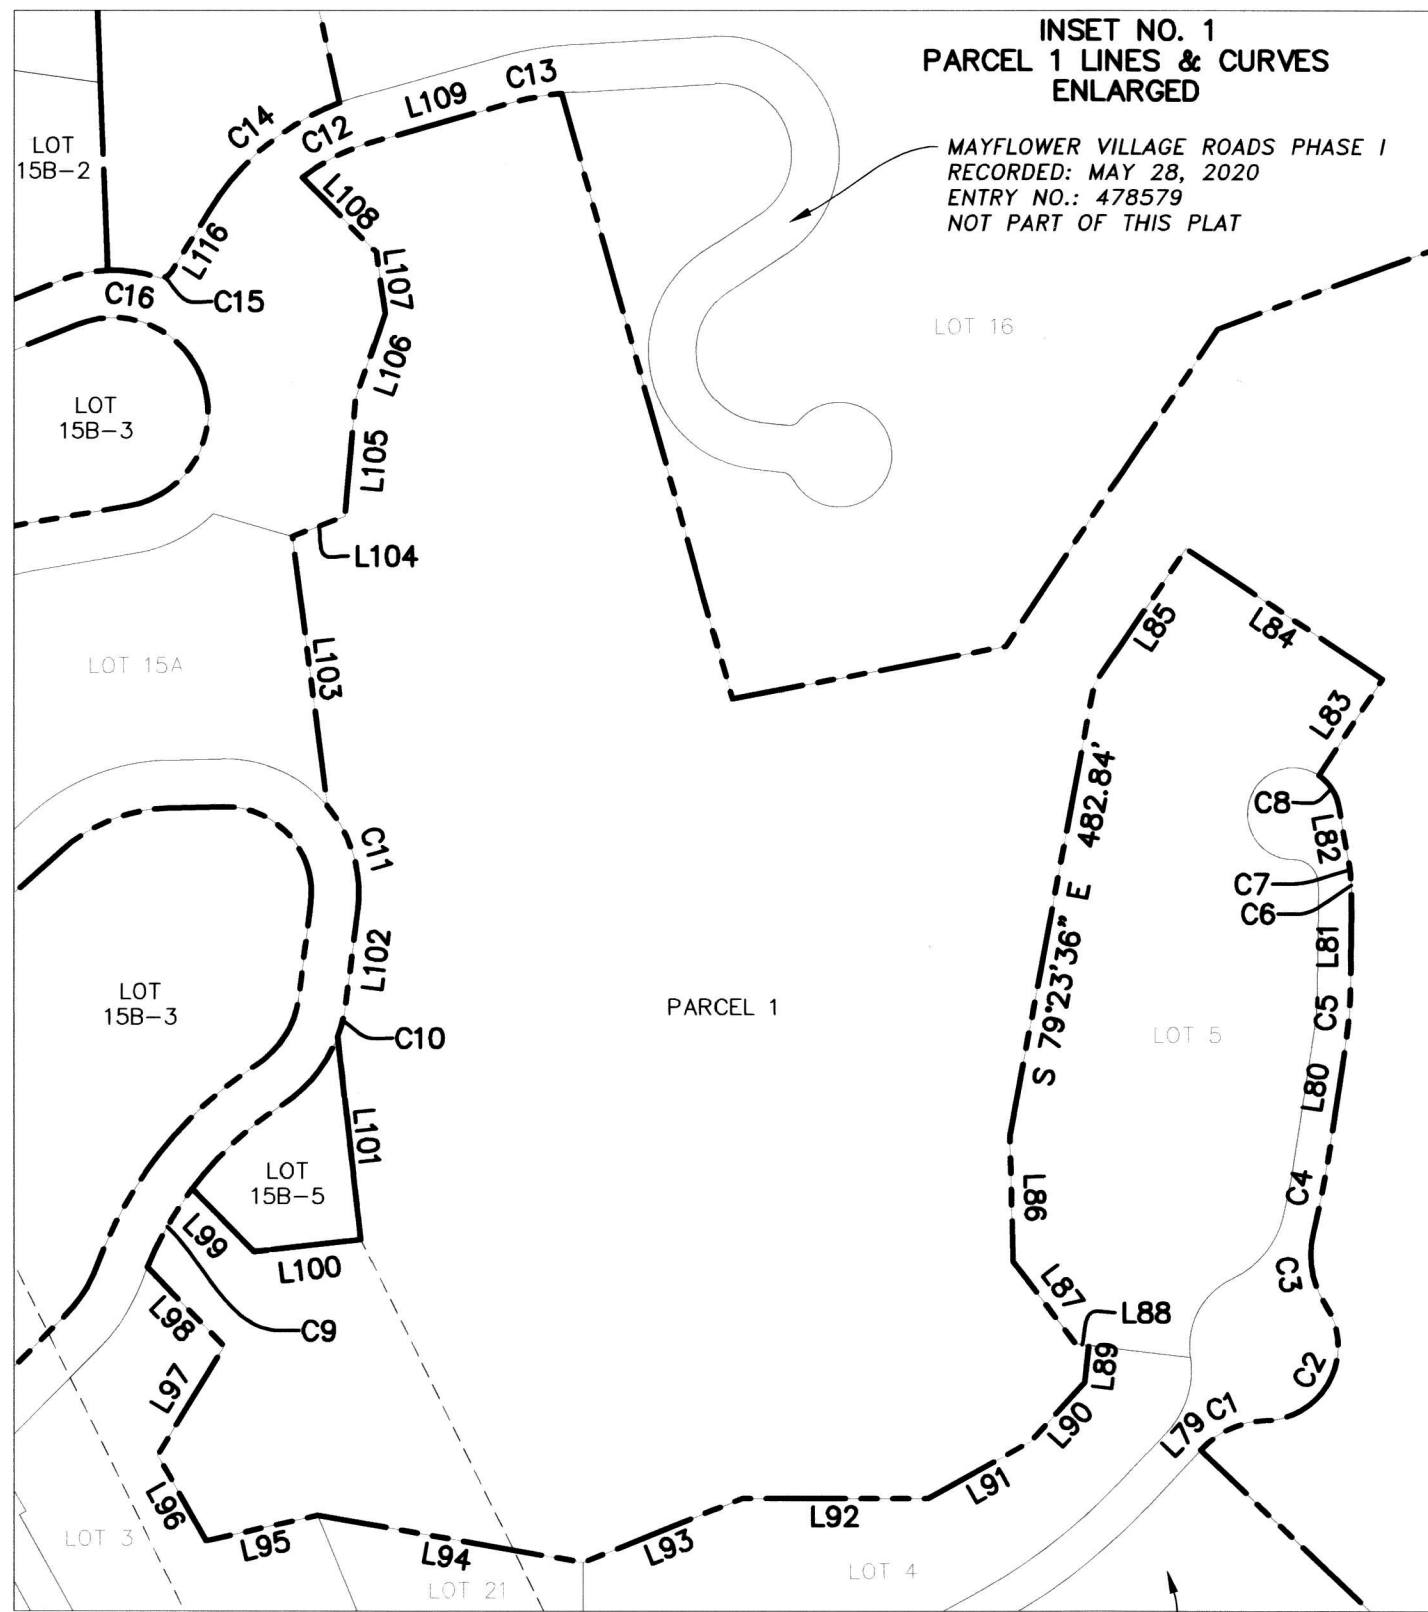 INSET NO. 1
PARCEL 1 LINES & CURVES
ENLARGED
MAYFLOWER VILLAGE ROADS PHASE I
RECORDED: MAY 28, 2020
ENTRY NO.: 478579
NOT PART OF THIS PLAT
C13
L109
C14
C12
LOT
15B-2
L108
L116
L107
C16
C15
LOT 16
L106
LOT
15B-3
L105
L104
L85
L84
LOT 15A
L103
L83
C8
S 79°23'36" E 482.84'
L82
C11
C7
C6
L102
L81
LOT
15B-3
PARCEL 1
C5
LOT 5
C10
L80
L101
LOT
15B-5
C4
L86
L99
L100
C3
L87
L98
L88
C9
L89
C2
L97
C1
L79
L90
L91
L96
L92
LOT 3
L95
L93
L94
LOT 4
LOT 21